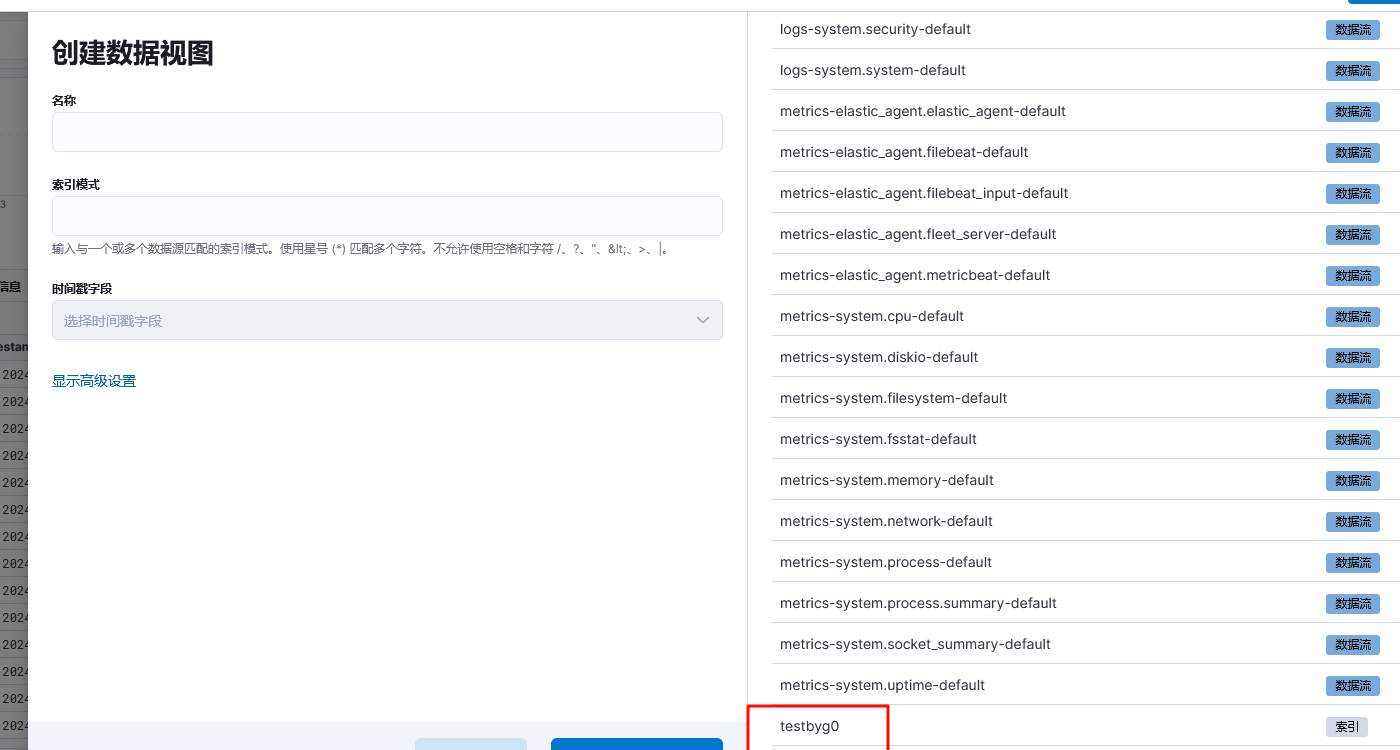 创建数据视图
名称
索引模式
输入与一个或多个数据源匹配的索引模式。使用星号 (*) 匹配多个字符。不允许使用空格和字符 /、?、"、&lt;、>、|。
时间戳字段
选择时间戳字段
显示高级设置
3
信息
estan
2024
2024
2024
2024
2024
2024
2024
2024
2024
2024
2024
2024
2024
2024
logs-system.security-default 数据流
logs-system.system-default 数据流
metrics-elastic_agent.elastic_agent-default 数据流
metrics-elastic_agent.filebeat-default 数据流
metrics-elastic_agent.filebeat_input-default 数据流
metrics-elastic_agent.fleet_server-default 数据流
metrics-elastic_agent.metricbeat-default 数据流
metrics-system.cpu-default 数据流
metrics-system.diskio-default 数据流
metrics-system.filesystem-default 数据流
metrics-system.fsstat-default 数据流
metrics-system.memory-default 数据流
metrics-system.network-default 数据流
metrics-system.process-default 数据流
metrics-system.process.summary-default 数据流
metrics-system.socket_summary-default 数据流
metrics-system.uptime-default 数据流
testbyg0 索引